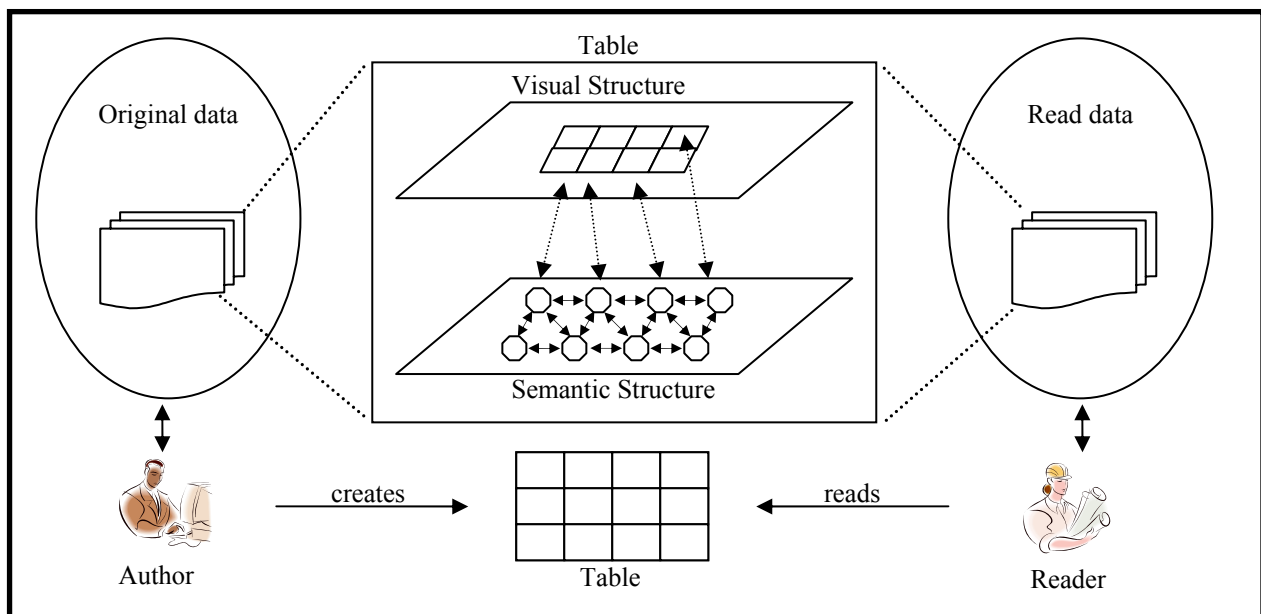 Table
Visual Structure
Original data
Read data
Semantic Structure
creates
reads
Author
Table
Reader